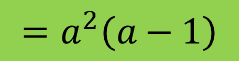 = a²(a − 1)